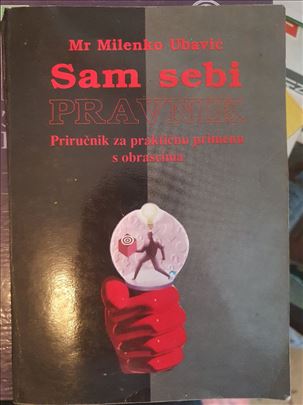 Mr Milenko Ubavić
Sam sebi
PRAVNIK
Priručnik za praktičnu primenu
s obrascima